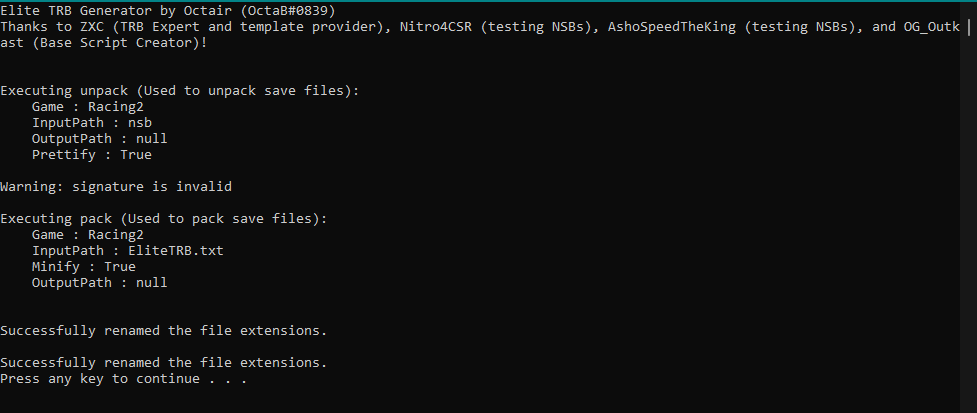 Elite TRB Generator by Octair (OctaB#0839)
Thanks to ZXC (TRB Expert and template provider), Nitro4CSR (testing NSBs), AshoSpeedTheKing (testing NSBs), and OG_Outk
ast (Base Script Creator)!
Executing unpack (Used to unpack save files):
Game : Racing2
InputPath : nsb
OutputPath : null
Prettify : True
Warning: signature is invalid
Executing pack (Used to pack save files):
Game : Racing2
InputPath : EliteTRB.txt
Minify : True
OutputPath : null
Successfully renamed the file extensions.
Successfully renamed the file extensions.
Press any key to continue . . .